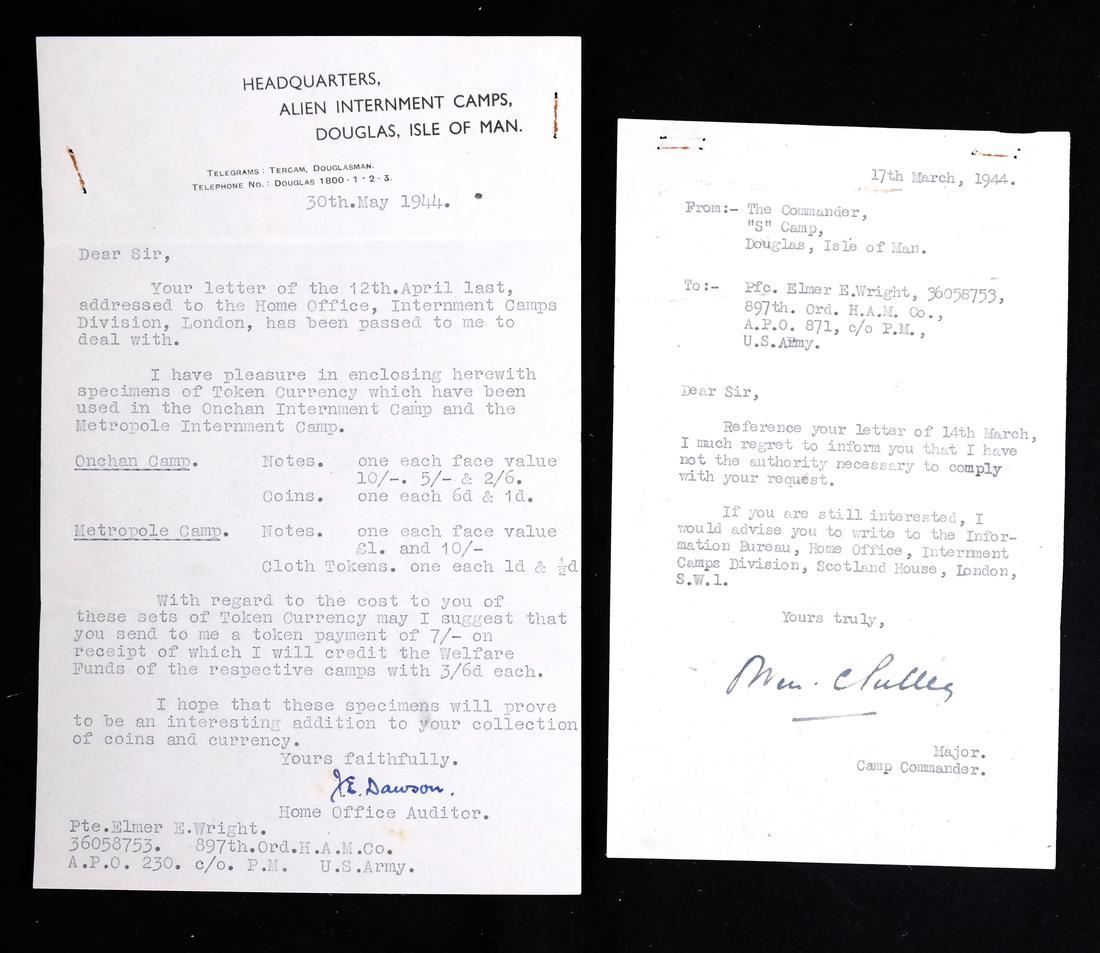 HEADQUARTERS,
ALIEN INTERNMENT CAMPS,
DOUGLAS, ISLE OF MAN.
TELEGRAMS: TERCAM, DOUGLASMAN.
TELEPHONE NO.: DOUGLAS 1800-1-2-3.
30th.May 1944.
Dear Sir,
Your letter of the 12th.April last,
addressed to the Home Office, Internment Camps
Division, London, has been passed to me to
deal with.
I have pleasure in enclosing herewith
specimens of Token Currency which have been
used in the Onchan Internment Camp and the
Metropole Internment Camp.
Onchan Camp. Notes. one each face value
10/-. 5/- & 2/6.
Coins. one each 6d & 1d.
Metropole Camp. Notes. one each face value
£1. and 10/-
Cloth Tokens. one each 1d & ½d
With regard to the cost to you of
these sets of Token Currency may I suggest that
you send to me a token payment of 7/- on
receipt of which I will credit the Welfare
Funds of the respective camps with 3/6d each.
I hope that these specimens will prove
to be an interesting addition to your collection
of coins and currency.
Yours faithfully.
J.E. Dawson.
Home Office Auditor.
Pte.Elmer E.Wright.
36058753. 897th.Ord.H.A.M.Co.
A.P.O. 230. c/o. P.M. U.S.Army.
17th March, 1944.
From:- The Commander,
"S" Camp,
Douglas, Isle of Man.
To:- Pfc. Elmer E.Wright, 36058753,
897th. Ord. H.A.M. Co.,
A.P.O. 871, c/o P.M.,
U.S.Army.
Dear Sir,
Reference your letter of 14th March,
I much regret to inform you that I have
not the authority necessary to comply
with your request.
If you are still interested, I
would advise you to write to the Infor-
mation Bureau, Home Office, Internment
Camps Division, Scotland House, London,
S.W.1.
Yours truly,
Major.
Camp Commander.